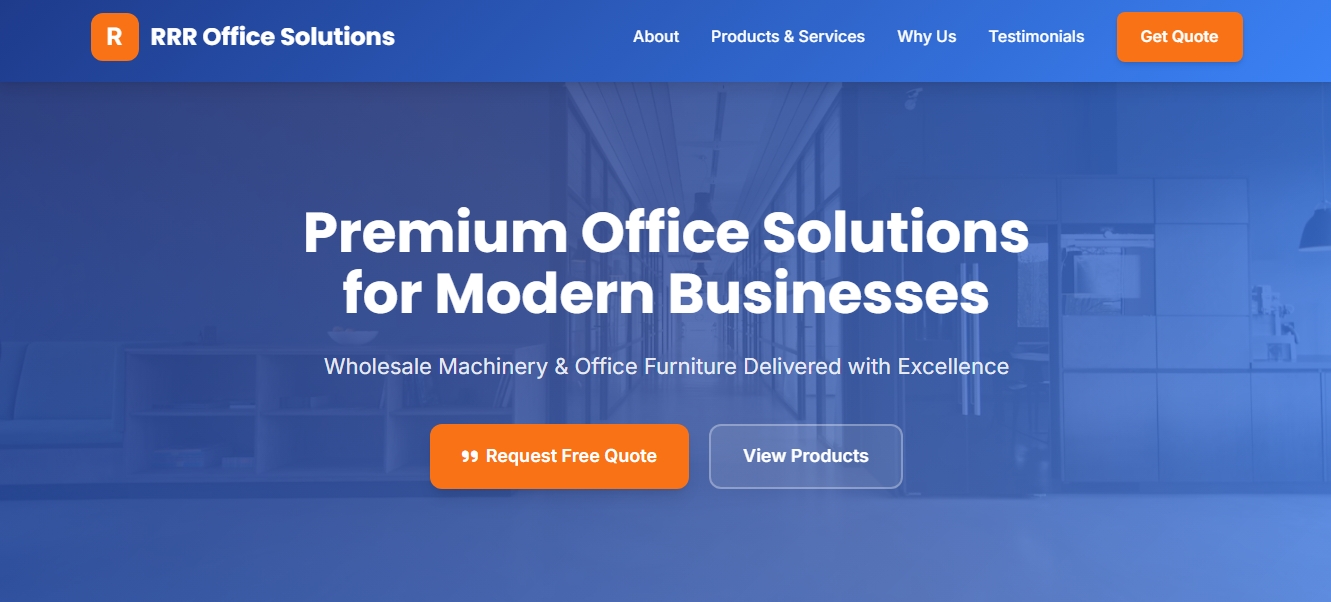 R
RRR Office Solutions
About
Products & Services
Why Us
Testimonials
Get Quote
Premium Office Solutions
for Modern Businesses
Wholesale Machinery & Office Furniture Delivered with Excellence
Request Free Quote
View Products